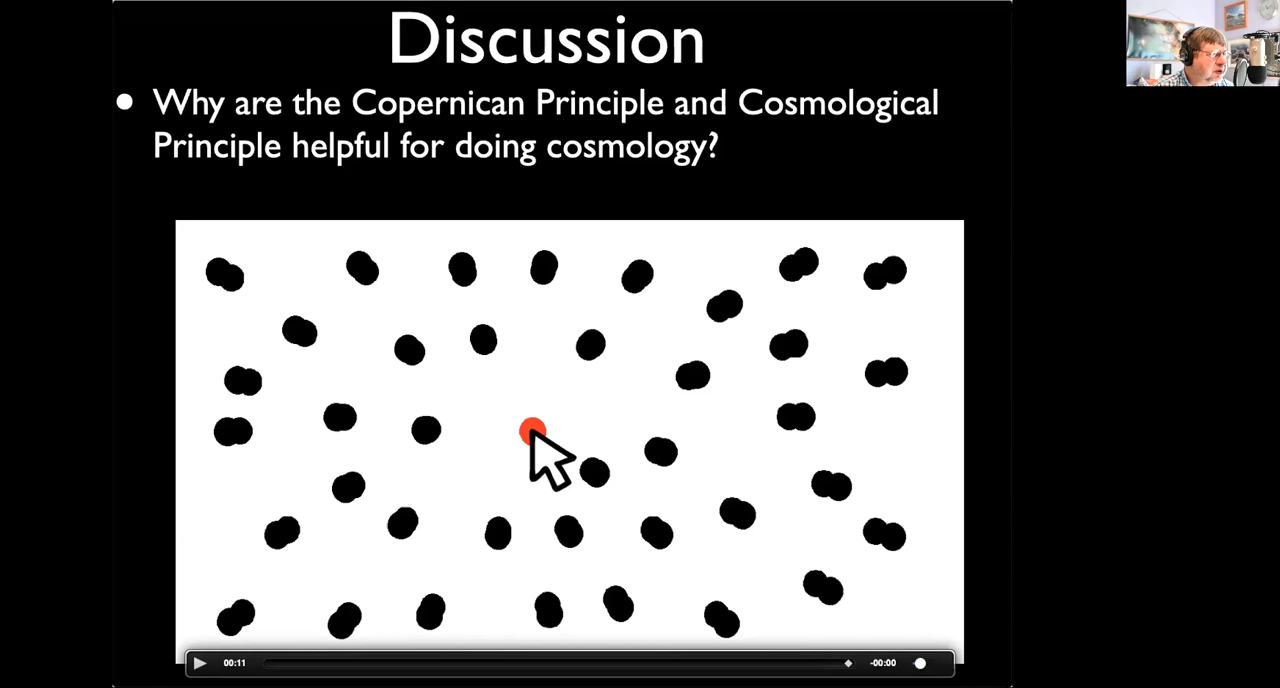 Discussion
• Why are the Copernican Principle and Cosmological
Principle helpful for doing cosmology?
00:11
-00:00